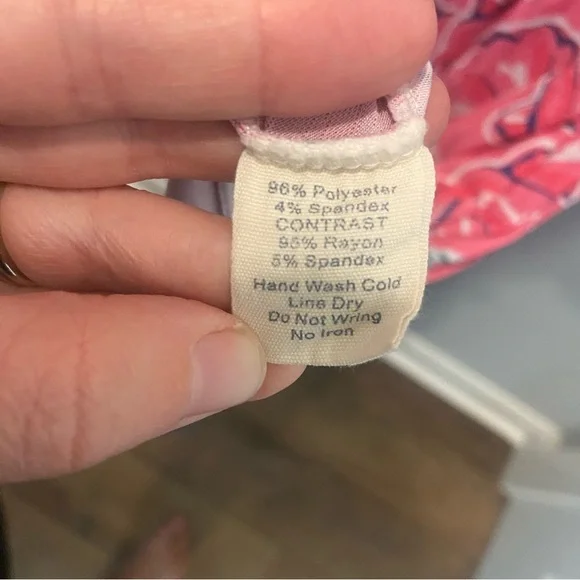 96% Polyester
4% Spandex
CONTRAST
95% Rayon
5% Spandex
Hand Wash Cold
Line Dry
Do Not Wring
No Iron